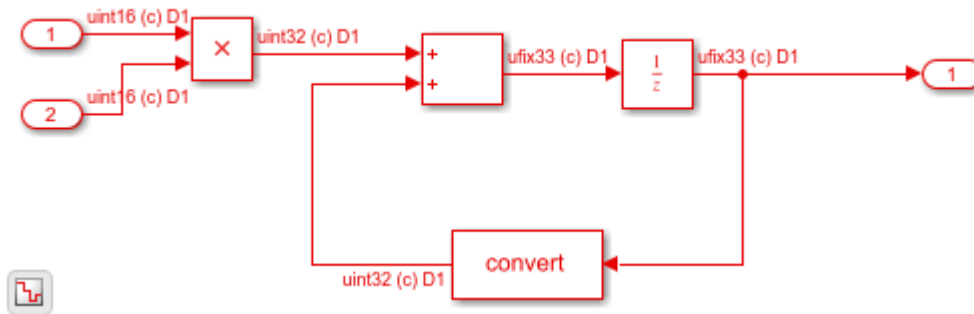 1
uint16 (c) D1
×
uint32 (c) D1
+
+
ufix33 (c) D1
1
z
ufix33 (c) D1
1
2
uint16 (c) D1
convert
uint32 (c) D1